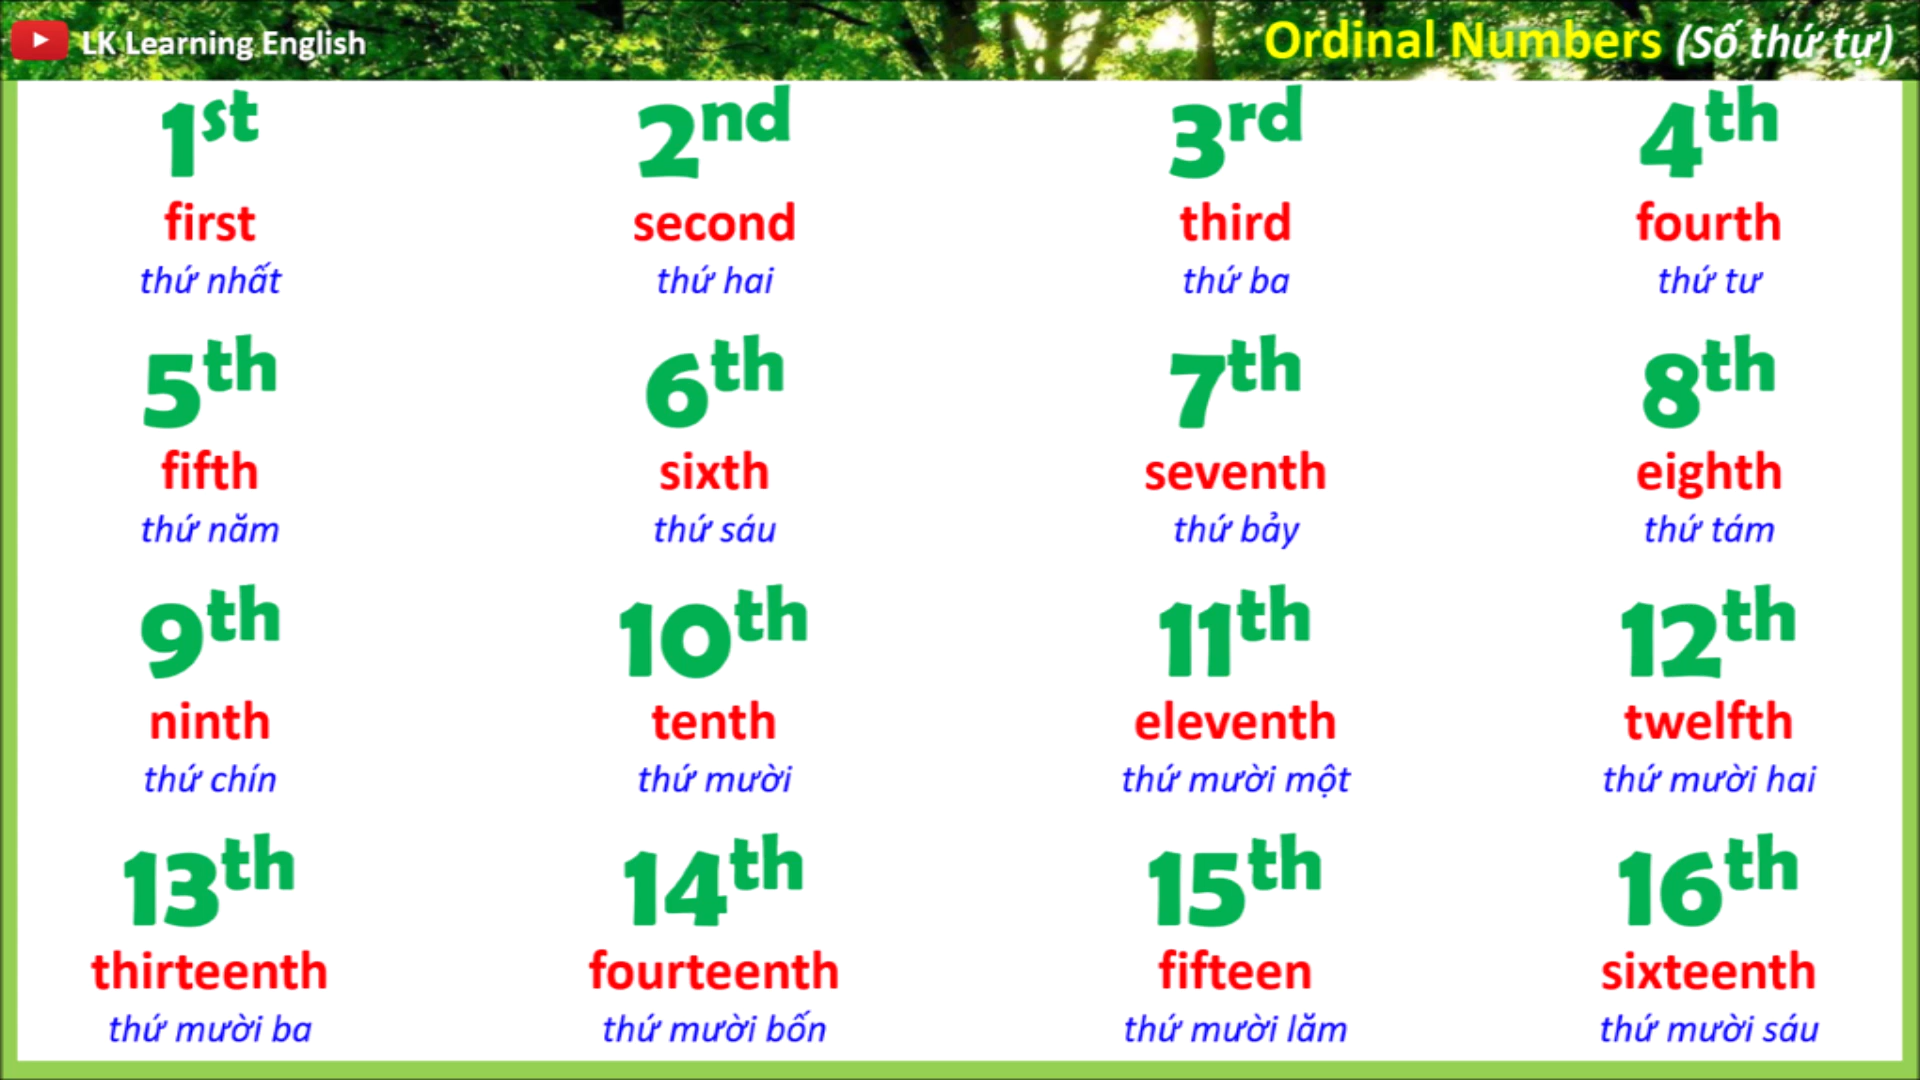 LK Learning English
Ordinal Numbers (Số thứ tự)
1st 2nd 3rd 4th
first second third fourth
thứ nhất thứ hai thứ ba thứ tư
5th 6th 7th 8th
fifth sixth seventh eighth
thứ năm thứ sáu thứ bảy thứ tám
9th 10th 11th 12th
ninth tenth eleventh twelfth
thứ chín thứ mười thứ mười một thứ mười hai
13th 14th 15th 16th
thirteenth fourteenth fifteen sixteenth
thứ mười ba thứ mười bốn thứ mười lăm thứ mười sáu